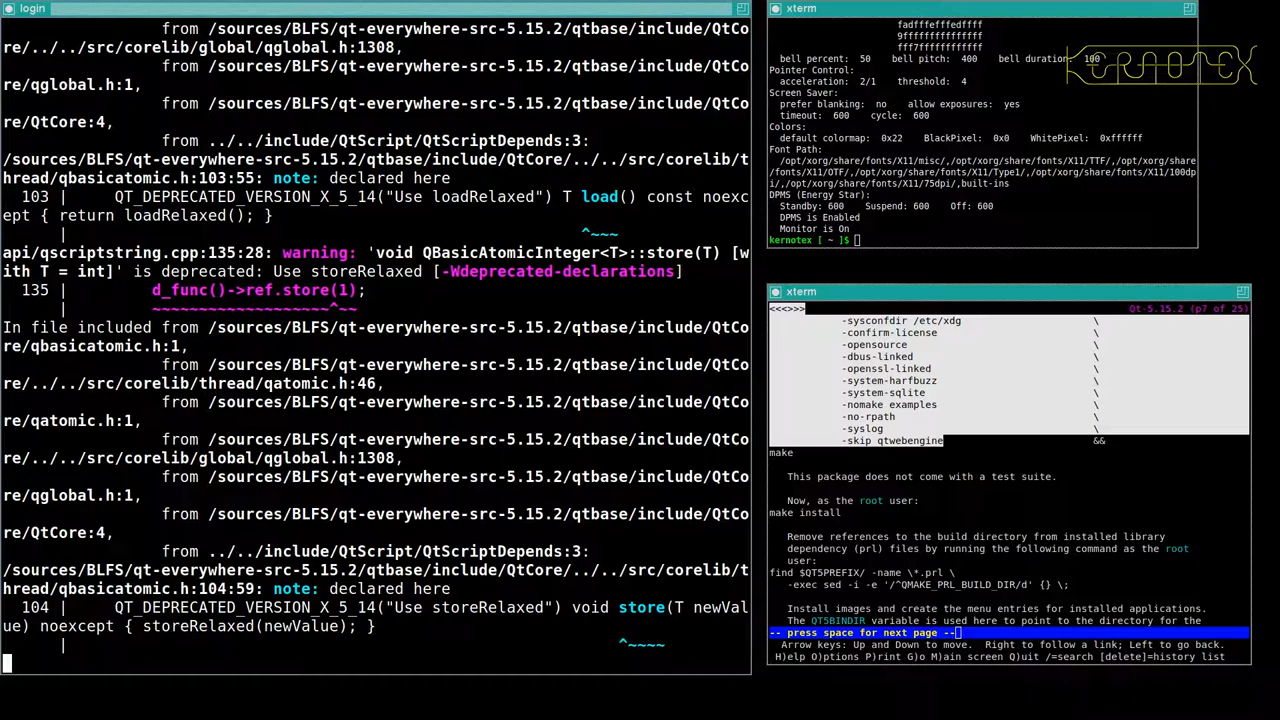 login
from /sources/BLFS/qt-everywhere-src-5.15.2/qtbase/include/QtCo
re/../../src/corelib/global/qglobal.h:1308,
from /sources/BLFS/qt-everywhere-src-5.15.2/qtbase/include/QtCo
re/qglobal.h:1,
from /sources/BLFS/qt-everywhere-src-5.15.2/qtbase/include/QtCo
re/QtCore:4,
from ../../include/QtScript/QtScriptDepends:3:
/sources/BLFS/qt-everywhere-src-5.15.2/qtbase/include/QtCore/../../src/corelib/t
hread/qbasicatomic.h:103:55: note: declared here
103 |     QT_DEPRECATED_VERSION_X_5_14("Use loadRelaxed") T load() const noex
cept { return loadRelaxed(); }
|                                                       ^~~~
api/qscriptstring.cpp:135:28: warning: 'void QBasicAtomicInteger<T>::store(T) [w
ith T = int]' is deprecated: Use storeRelaxed [-Wdeprecated-declarations]
135 |         d_func()->ref.store(1);
|         ~~~~~~~~~~~~~~~~~~~^~~
In file included from /sources/BLFS/qt-everywhere-src-5.15.2/qtbase/include/QtCo
re/qbasicatomic.h:1,
from /sources/BLFS/qt-everywhere-src-5.15.2/qtbase/include/QtCo
re/../../src/corelib/thread/qatomic.h:46,
from /sources/BLFS/qt-everywhere-src-5.15.2/qtbase/include/QtCo
re/qatomic.h:1,
from /sources/BLFS/qt-everywhere-src-5.15.2/qtbase/include/QtCo
re/../../src/corelib/global/qglobal.h:1308,
from /sources/BLFS/qt-everywhere-src-5.15.2/qtbase/include/QtCo
re/qglobal.h:1,
from /sources/BLFS/qt-everywhere-src-5.15.2/qtbase/include/QtCo
re/QtCore:4,
from ../../include/QtScript/QtScriptDepends:3:
/sources/BLFS/qt-everywhere-src-5.15.2/qtbase/include/QtCore/../../src/corelib/t
hread/qbasicatomic.h:104:59: note: declared here
104 |     QT_DEPRECATED_VERSION_X_5_14("Use storeRelaxed") void store(T newVal
ue) noexcept { storeRelaxed(newValue); }
|                                                           ^~~~~
xterm
fadfffefffedffff
9fffffffffffffff
fff7ffffffffffff
bell percent: 50    bell pitch: 400    bell duration: 100
Pointer Control:
acceleration: 2/1    threshold: 4
Screen Saver:
prefer blanking: no    allow exposures: yes
timeout: 600    cycle: 600
Colors:
default colormap: 0x22    BlackPixel: 0x0    WhitePixel: 0xffffff
Font Path:
/opt/xorg/share/fonts/X11/misc/,/opt/xorg/share/fonts/X11/TTF/,/opt/xorg/share
/fonts/X11/OTF/,/opt/xorg/share/fonts/X11/Type1/,/opt/xorg/share/fonts/X11/100dp
i/,/opt/xorg/share/fonts/X11/75dpi/,built-ins
DPMS (Energy Star):
Standby: 600    Suspend: 600    Off: 600
DPMS is Enabled
Monitor is On
kernotex [ ~ ]$
KERNOTEX
xterm
<<<>>>    Qt-5.15.2 (p7 of 25)
-sysconfdir /etc/xdg \
-confirm-license \
-opensource \
-dbus-linked \
-openssl-linked \
-system-harfbuzz \
-system-sqlite \
-nomake examples \
-no-rpath \
-syslog \
-skip qtwebengine &&
make
This package does not come with a test suite.
Now, as the root user:
make install
Remove references to the build directory from installed library
dependency (prl) files by running the following command as the root
user:
find $QT5PREFIX/ -name \*.prl \
-exec sed -i -e '/^QMAKE_PRL_BUILD_DIR/d' {} \;
Install images and create the menu entries for installed applications.
The QT5BINDIR variable is used here to point to the directory for the
-- press space for next page --
Arrow keys: Up and Down to move.  Right to follow a link; Left to go back.
H)elp O)ptions P)rint G)o M)ain screen Q)uit /=search [delete]=history list